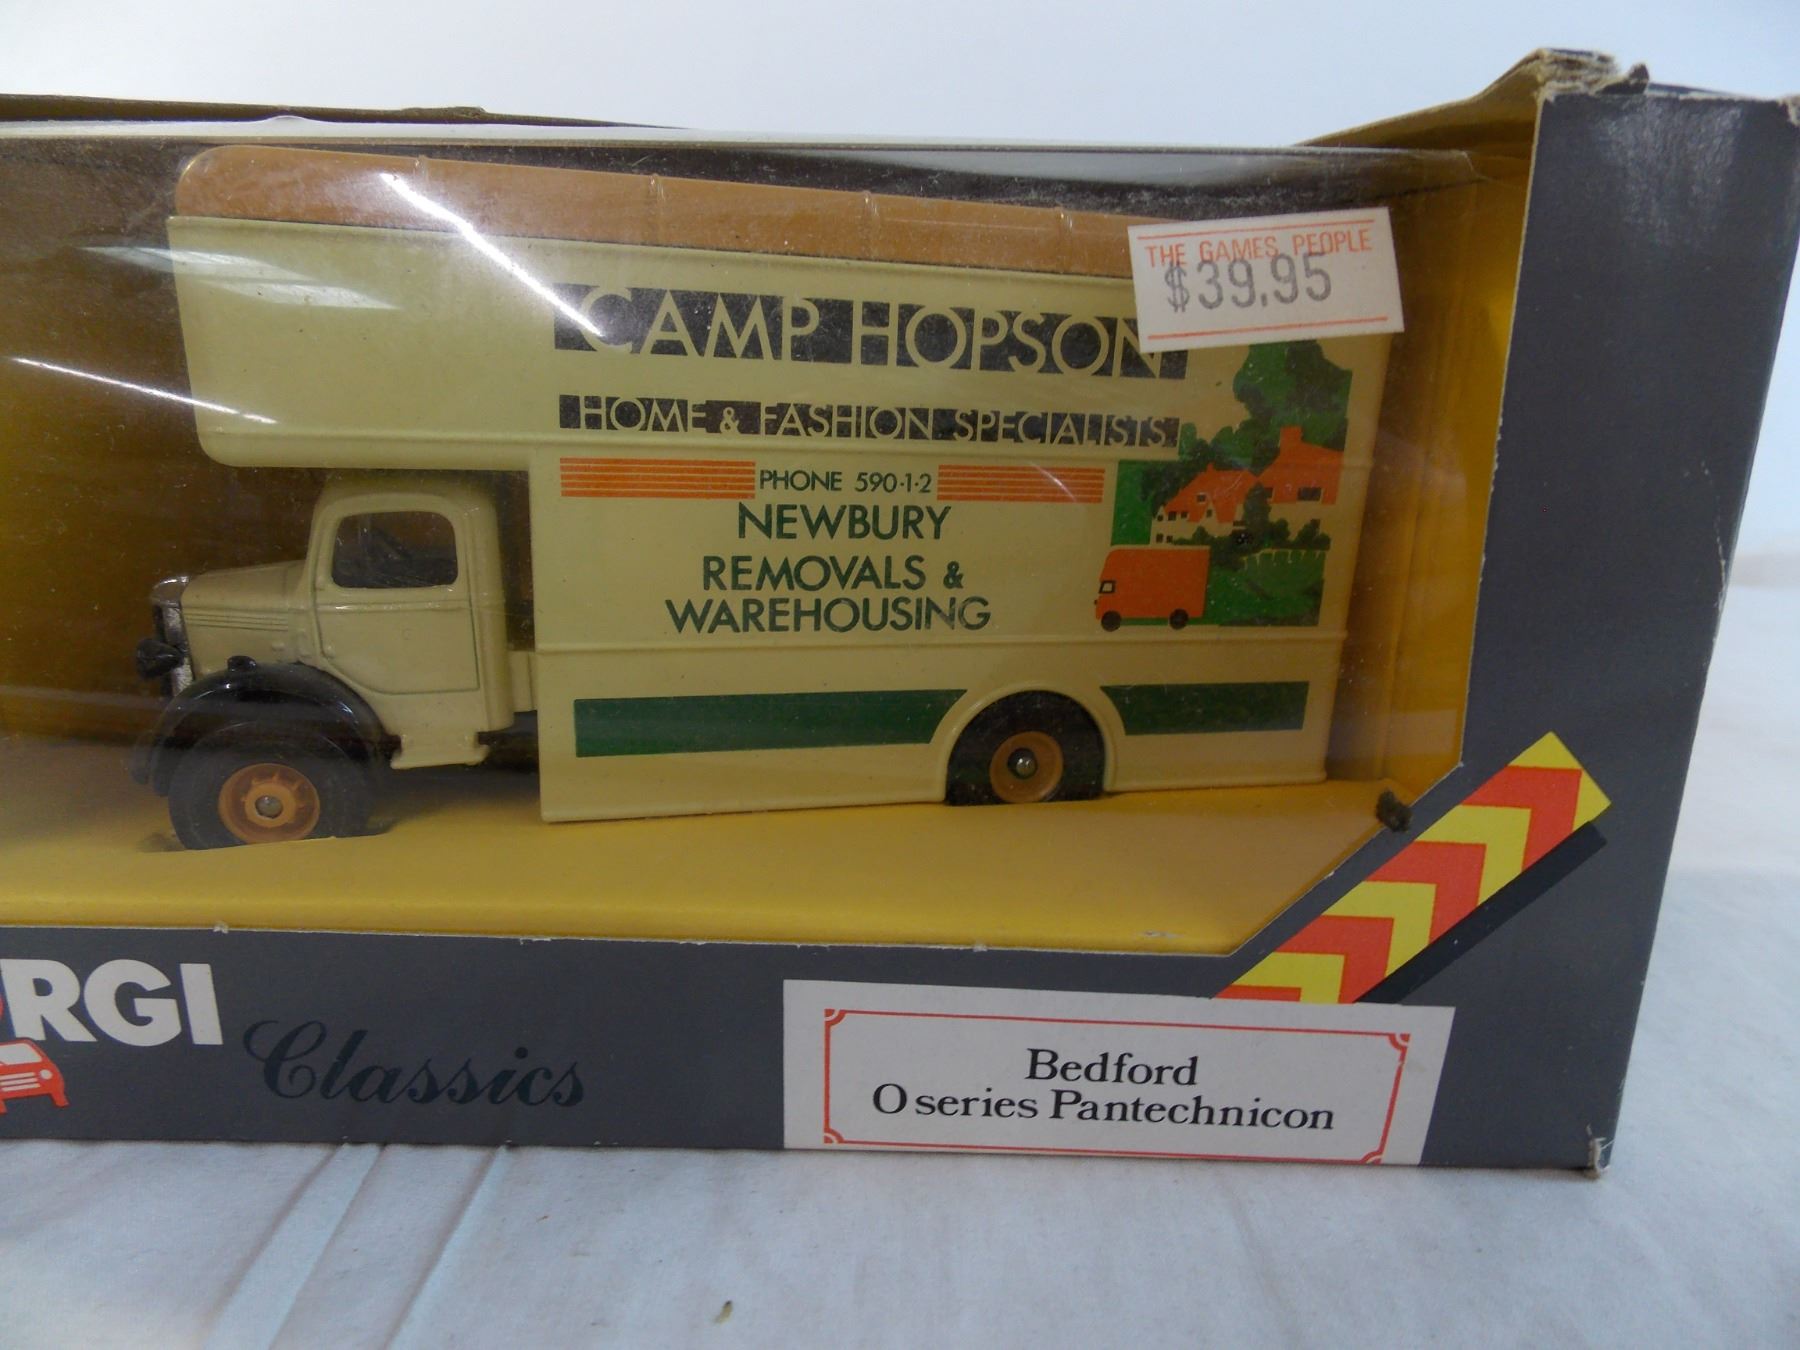 THE GAMES PEOPLE
$39.95
CAMP HOPSON
HOME & FASHION SPECIALISTS
PHONE 590·1·2
NEWBURY
REMOVALS &
WAREHOUSING
ORGI
Classics
Bedford
O series Pantechnicon